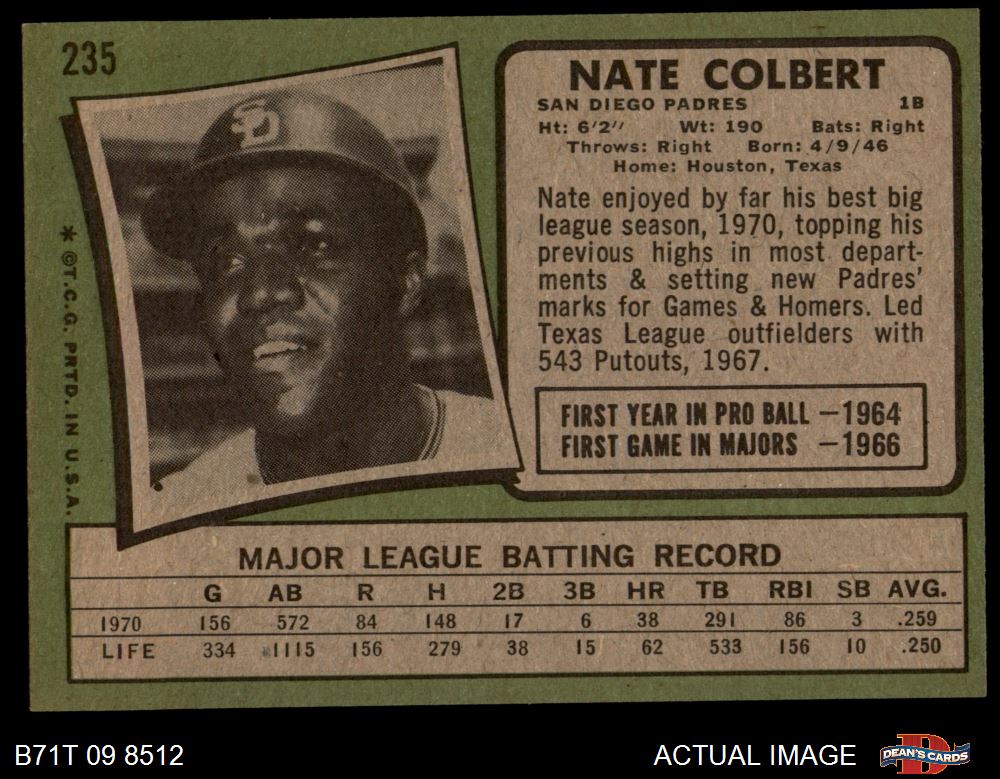 235
SD
NATE COLBERT
SAN DIEGO PADRES 1B
Ht: 6'2" Wt: 190 Bats: Right
Throws: Right Born: 4/9/46
Home: Houston, Texas
Nate enjoyed by far his best big
league season, 1970, topping his
previous highs in most depart-
ments & setting new Padres'
marks for Games & Homers. Led
Texas League outfielders with
543 Putouts, 1967.
FIRST YEAR IN PRO BALL —1964
FIRST GAME IN MAJORS —1966
* © T.C.G. PRTD. IN U.S.A.
MAJOR LEAGUE BATTING RECORD
G AB R H 2B 3B HR TB RBI SB AVG.
1970 156 572 84 148 17 6 38 291 86 3 .259
LIFE 334 1115 156 279 38 15 62 533 156 10 .250
B71T 09 8512
ACTUAL IMAGE
DEAN'S CARDS